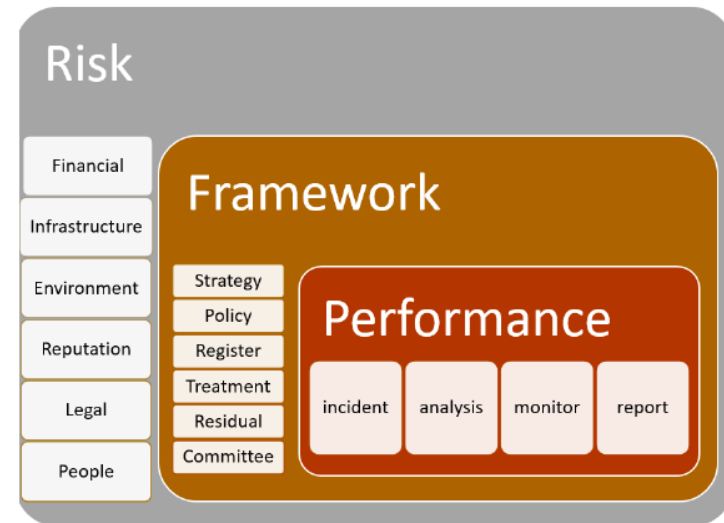 Risk
Financial
Infrastructure
Environment
Reputation
Legal
People
Framework
Strategy
Policy
Register
Treatment
Residual
Committee
Performance
incident
analysis
monitor
report